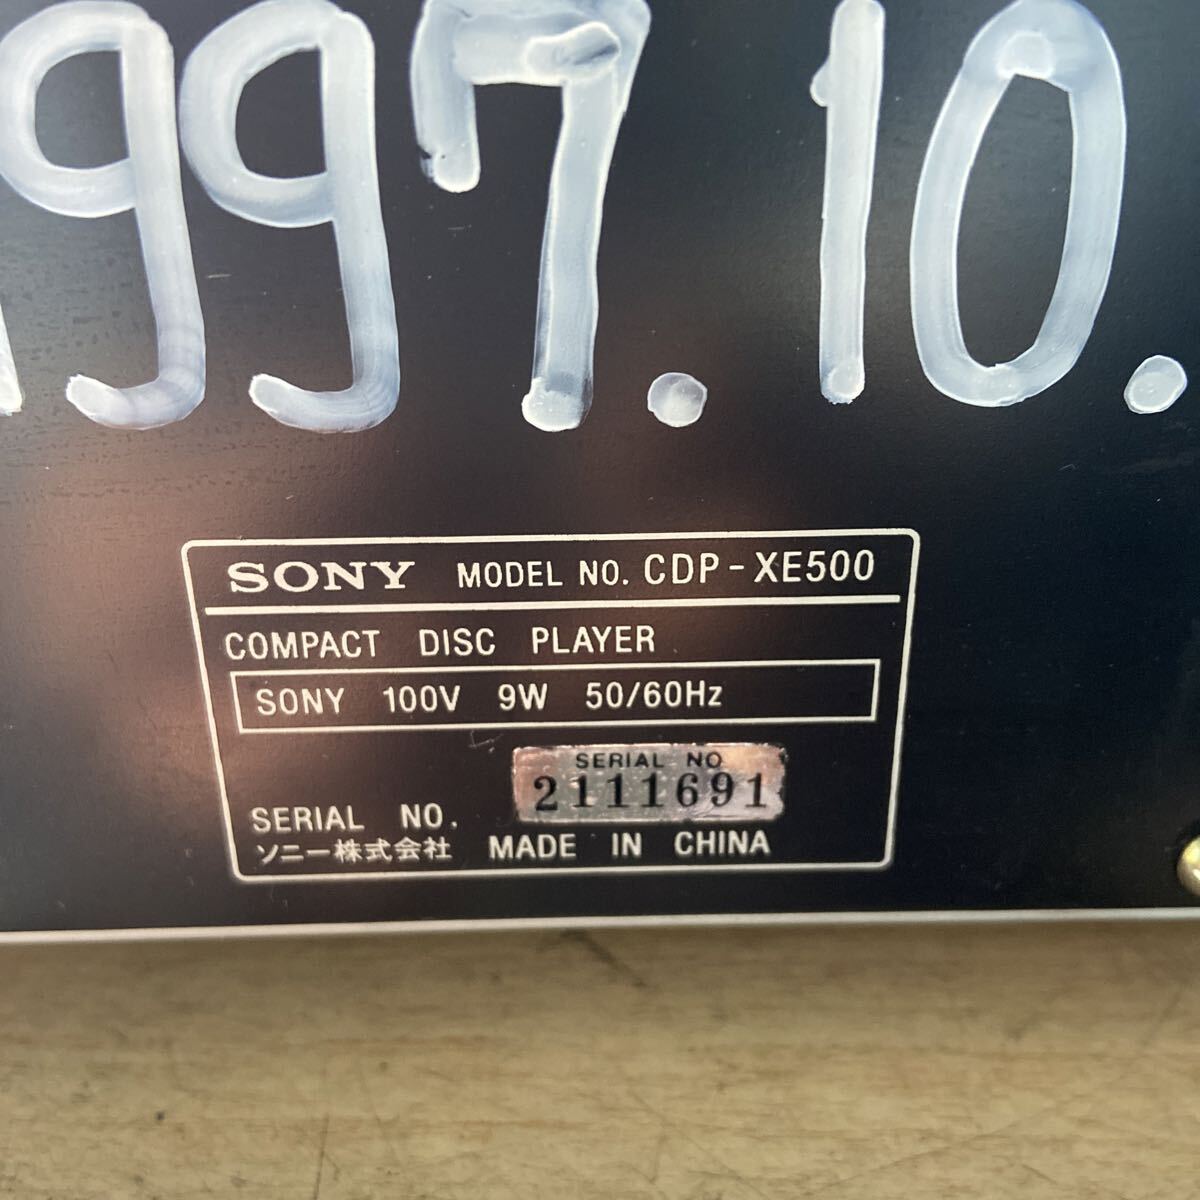 1997.10.
SONY MODEL NO. CDP-XE500
COMPACT DISC PLAYER
SONY 100V 9W 50/60Hz
SERIAL NO
2111691
SERIAL NO.
ソニー株式会社 MADE IN CHINA